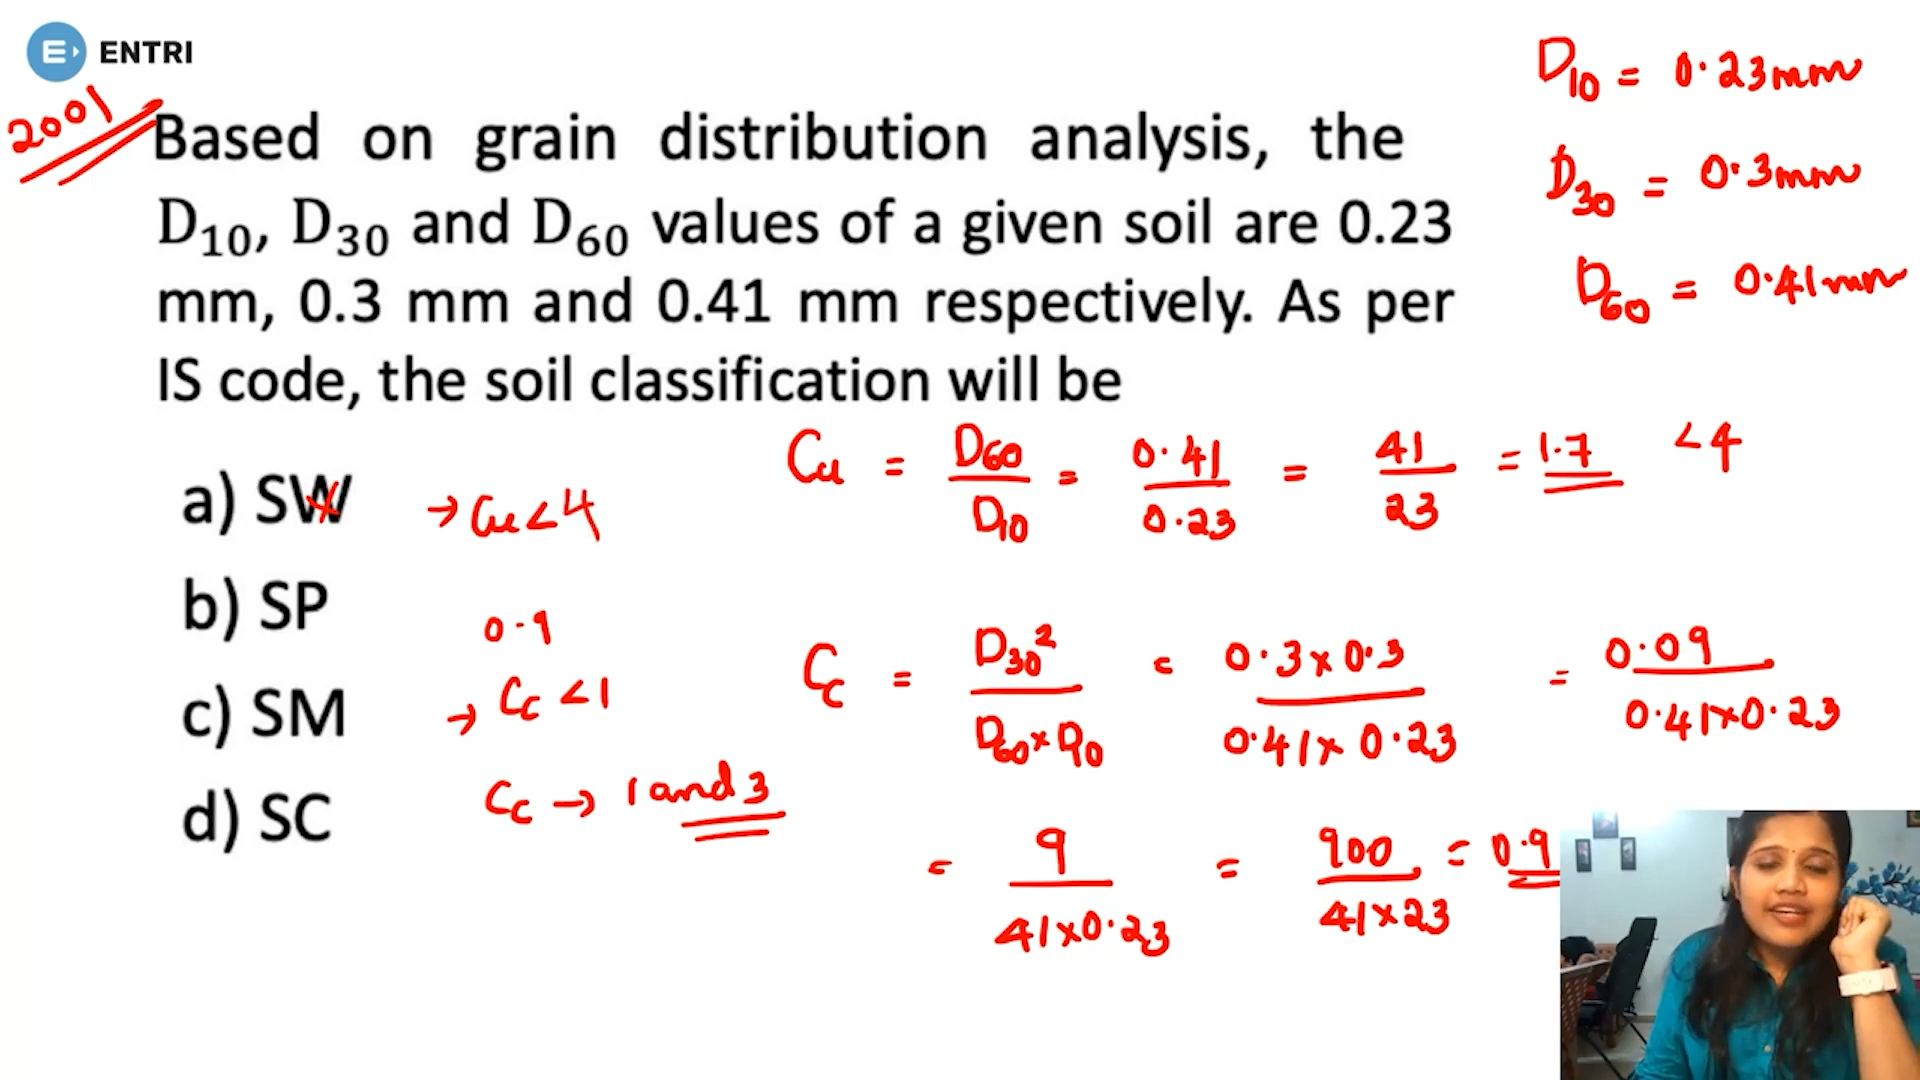 ENTRI
2001
Based on grain distribution analysis, the
D₁₀, D₃₀ and D₆₀ values of a given soil are 0.23
mm, 0.3 mm and 0.41 mm respectively. As per
IS code, the soil classification will be
D₁₀ = 0.23mm
D₃₀ = 0.3mm
D₆₀ = 0.41mm
a) SW → Cu < 4
b) SP
c) SM
d) SC
0.9
→ Cc < 1
Cc → 1 and 3
Cu = D₆₀/D₁₀ = 0.41/0.23 = 41/23 = 1.7 < 4
Cc = D₃₀²/D₆₀×D₁₀ = 0.3×0.3/0.41×0.23 = 0.09/0.41×0.23
= 9/41×0.23 = 900/41×23 = 0.9